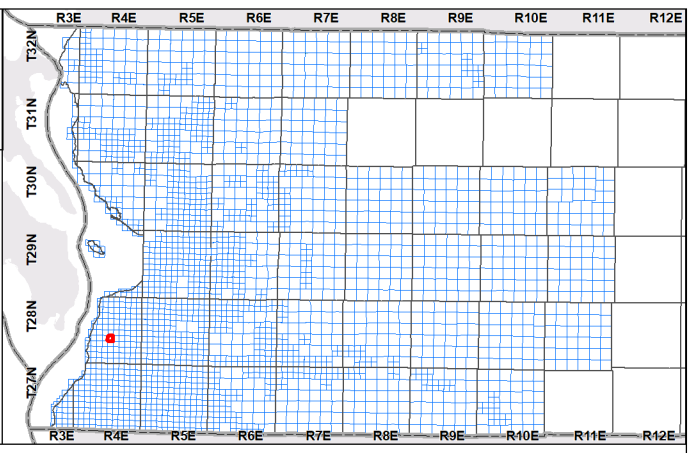 R3E R4E R5E R6E R7E R8E R9E R10E R11E R12E
T32N
T31N
T30N
T29N
T28N
T27N
R3E R4E R5E R6E R7E R8E R9E R10E R11E R12E